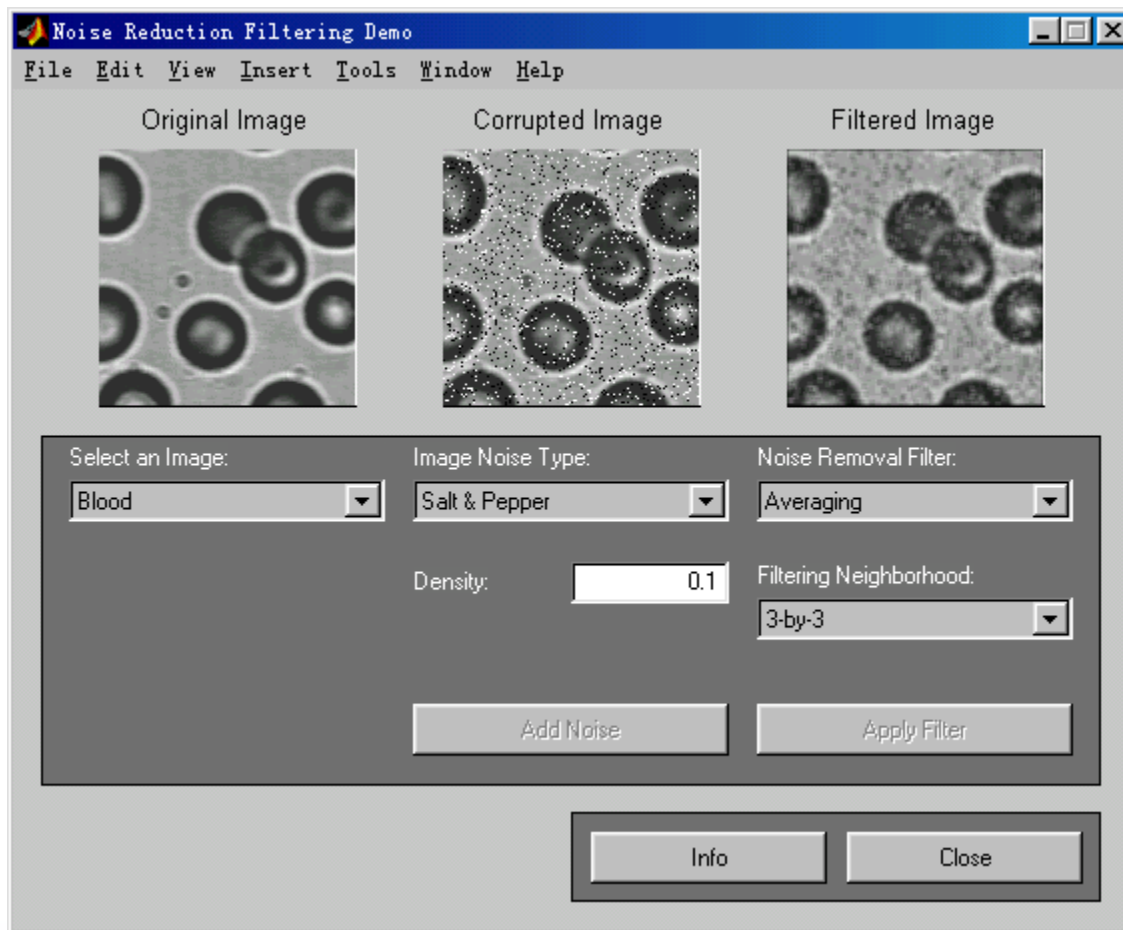 Noise Reduction Filtering Demo
File Edit View Insert Tools Window Help
Original Image
Corrupted Image
Filtered Image
Select an Image:
Image Noise Type:
Noise Removal Filter:
Blood
Salt & Pepper
Averaging
Density:
0.1
Filtering Neighborhood:
3-by-3
Add Noise
Apply Filter
Info
Close